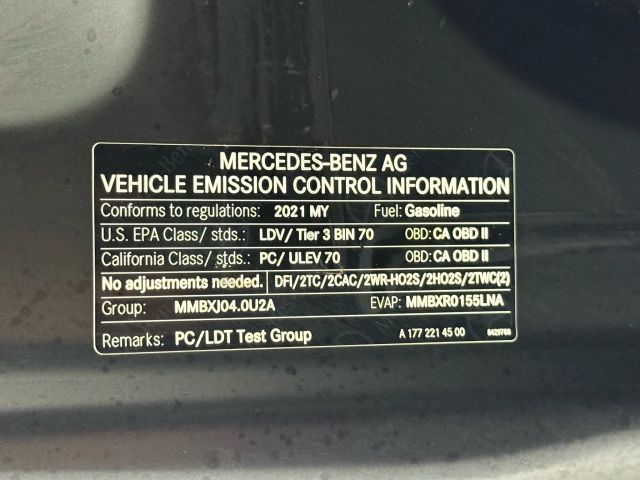 MERCEDES-BENZ AG
VEHICLE EMISSION CONTROL INFORMATION
Conforms to regulations: 2021 MY Fuel: Gasoline
U.S. EPA Class/ stds.: LDV/ Tier 3 BIN 70 OBD: CA OBD II
California Class/ stds.: PC/ ULEV 70 OBD: CA OBD II
No adjustments needed. DFI/2TC/2CAC/2WR-HO2S/2HO2S/2TWC(2)
Group: MMBXJ04.0U2A EVAP: MMBXR0155LNA
Remarks: PC/LDT Test Group A 177 221 45 00